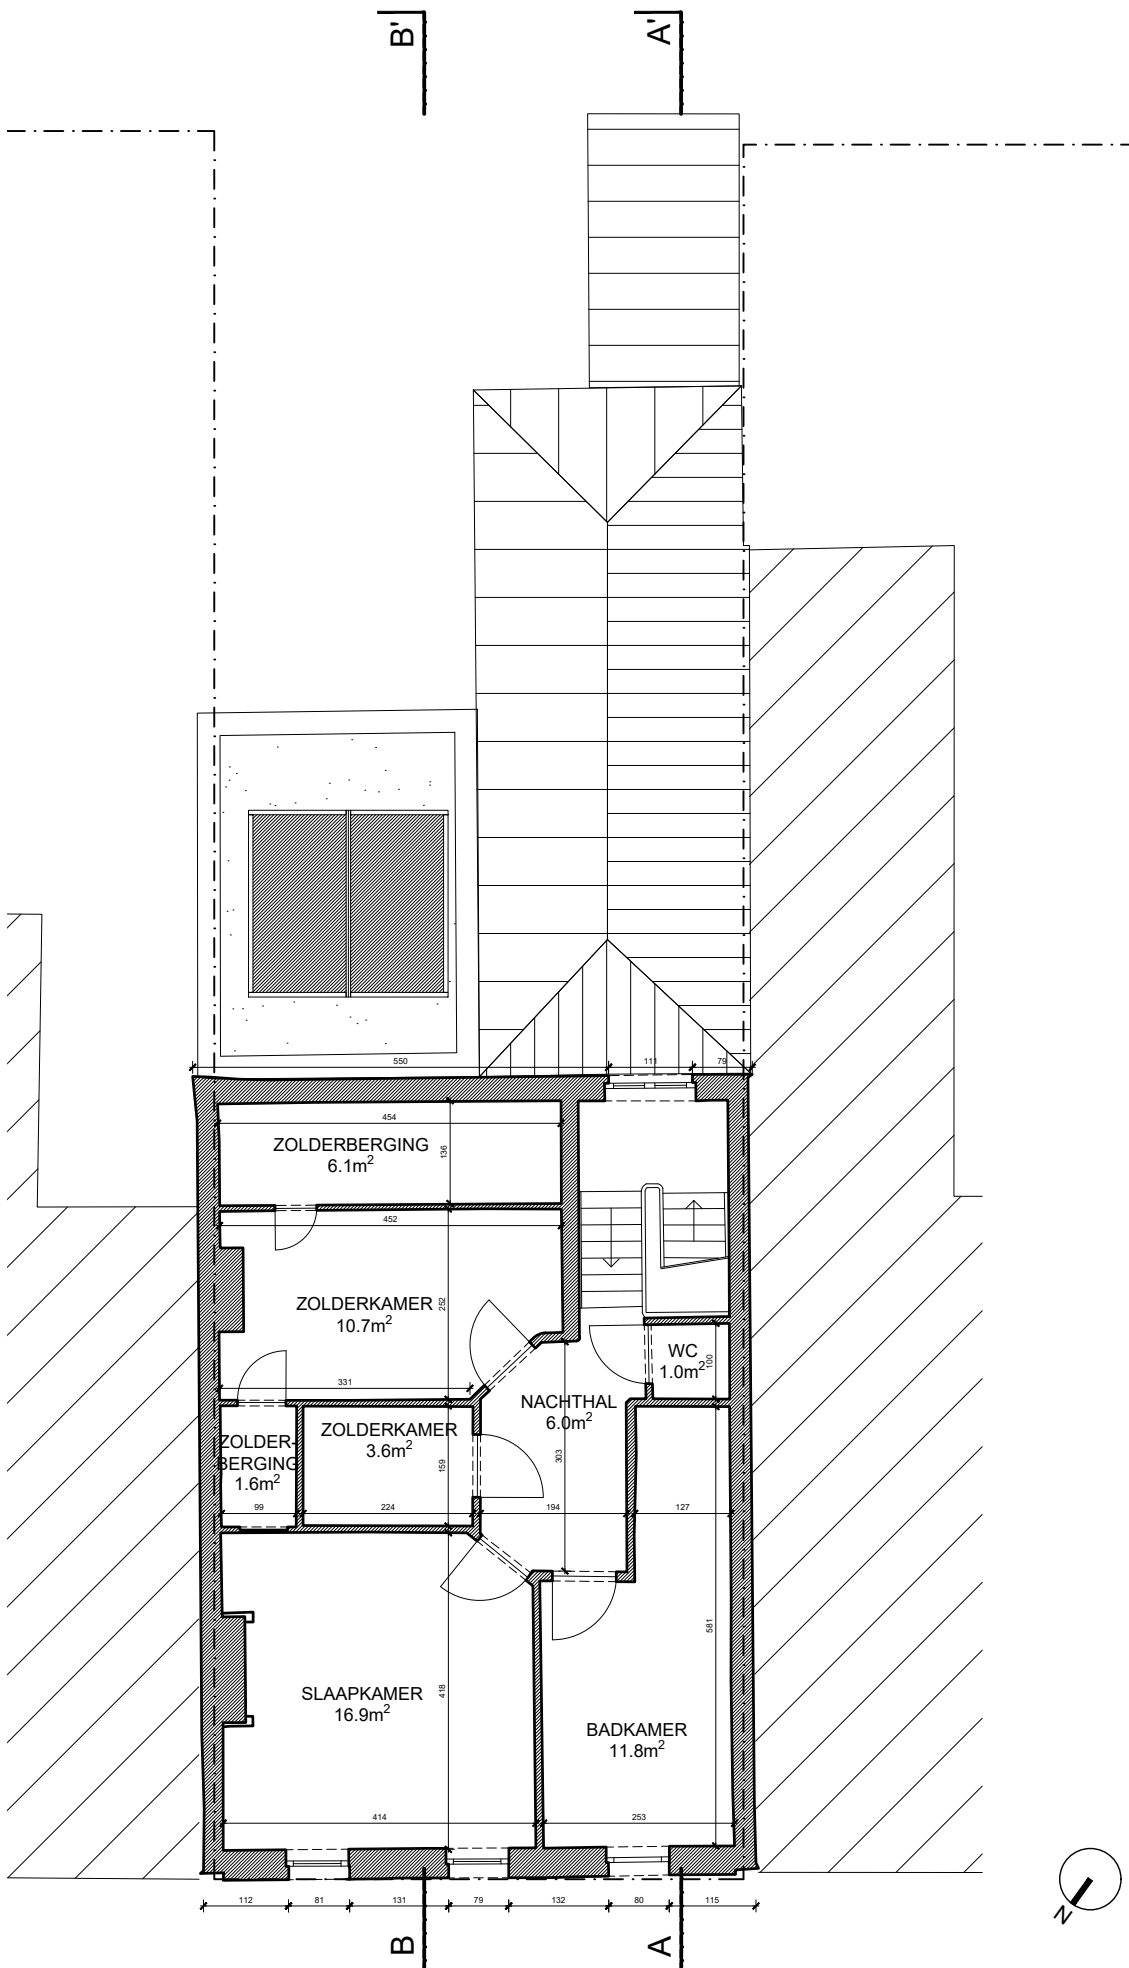 B'
A'
550
111
79
454
ZOLDERBERGING
6.1m²
136
452
ZOLDERKAMER
10.7m²
252
331
WC
1.0m²
100
NACHTHAL
6.0m²
303
ZOLDERKAMER
3.6m²
159
ZOLDER-
BERGING
1.6m²
99
224
194
127
581
SLAAPKAMER
16.9m²
418
BADKAMER
11.8m²
414
253
112
81
131
79
132
80
115
B
A
N